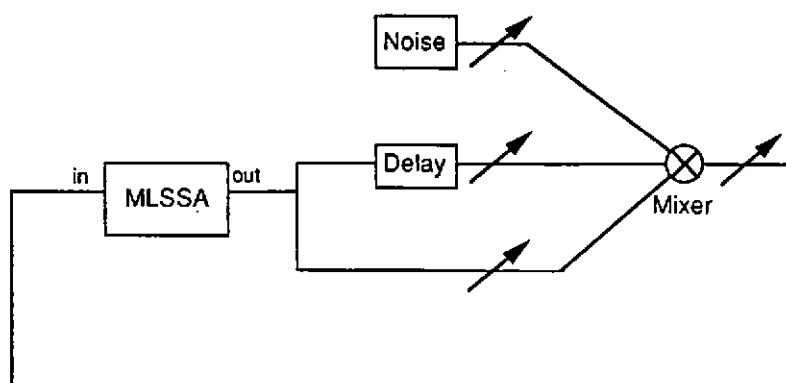 Noise
in
MLSSA
out
Delay
Mixer